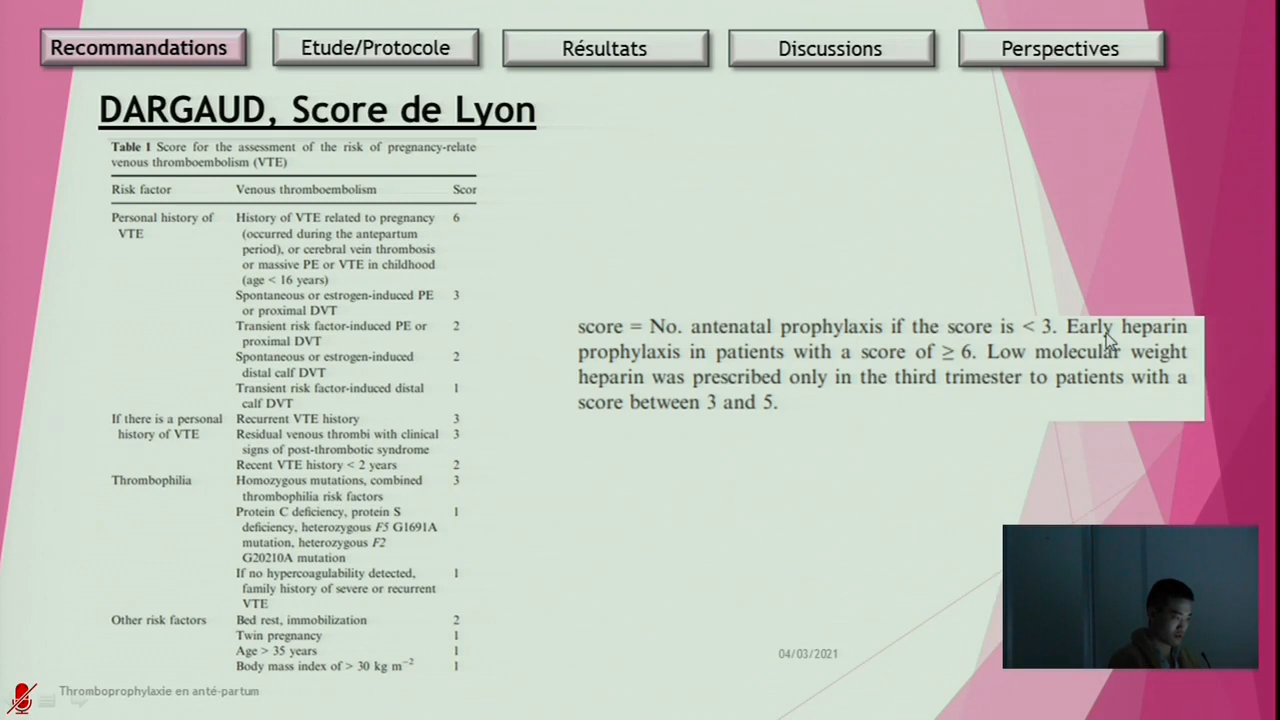 Recommandations
Etude/Protocole
Résultats
Discussions
Perspectives
DARGAUD, Score de Lyon
Table 1 Score for the assessment of the risk of pregnancy-relate
venous thromboembolism (VTE)
Risk factor Venous thromboembolism Scor
Personal history of History of VTE related to pregnancy 6
VTE (occurred during the antepartum
period), or cerebral vein thrombosis
or massive PE or VTE in childhood
(age < 16 years)
Spontaneous or estrogen-induced PE 3
or proximal DVT
Transient risk factor-induced PE or 2
proximal DVT
Spontaneous or estrogen-induced 2
distal calf DVT
Transient risk factor-induced distal 1
calf DVT
If there is a personal Recurrent VTE history 3
history of VTE Residual venous thrombi with clinical 3
signs of post-thrombotic syndrome
Recent VTE history < 2 years 2
Thrombophilia Homozygous mutations, combined 3
thrombophilia risk factors
Protein C deficiency, protein S 1
deficiency, heterozygous F5 G1691A
mutation, heterozygous F2
G20210A mutation
If no hypercoagulability detected, 1
family history of severe or recurrent
VTE
Other risk factors Bed rest, immobilization 2
Twin pregnancy 1
Age > 35 years 1
Body mass index of > 30 kg m−2 1
score = No. antenatal prophylaxis if the score is < 3. Early heparin
prophylaxis in patients with a score of ≥ 6. Low molecular weight
heparin was prescribed only in the third trimester to patients with a
score between 3 and 5.
04/03/2021
Thromboprophylaxie en anté-partum